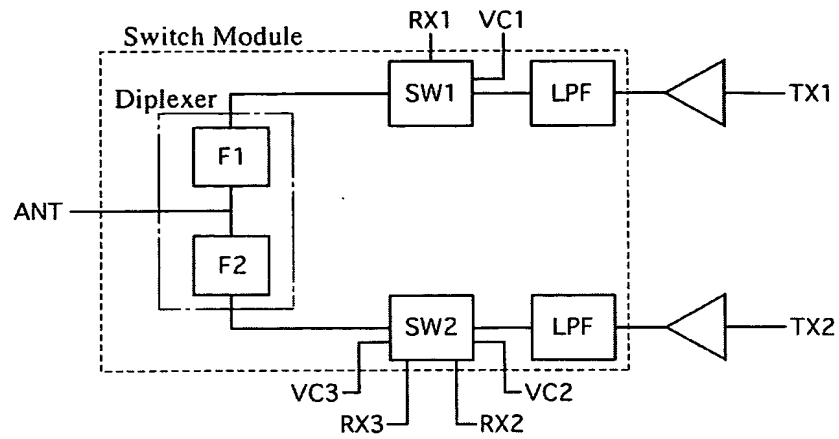 RX1 VC1
Switch Module
SW1 LPF TX1
Diplexer
F1
ANT
F2
SW2 LPF TX2
VC3 VC2
RX3 RX2